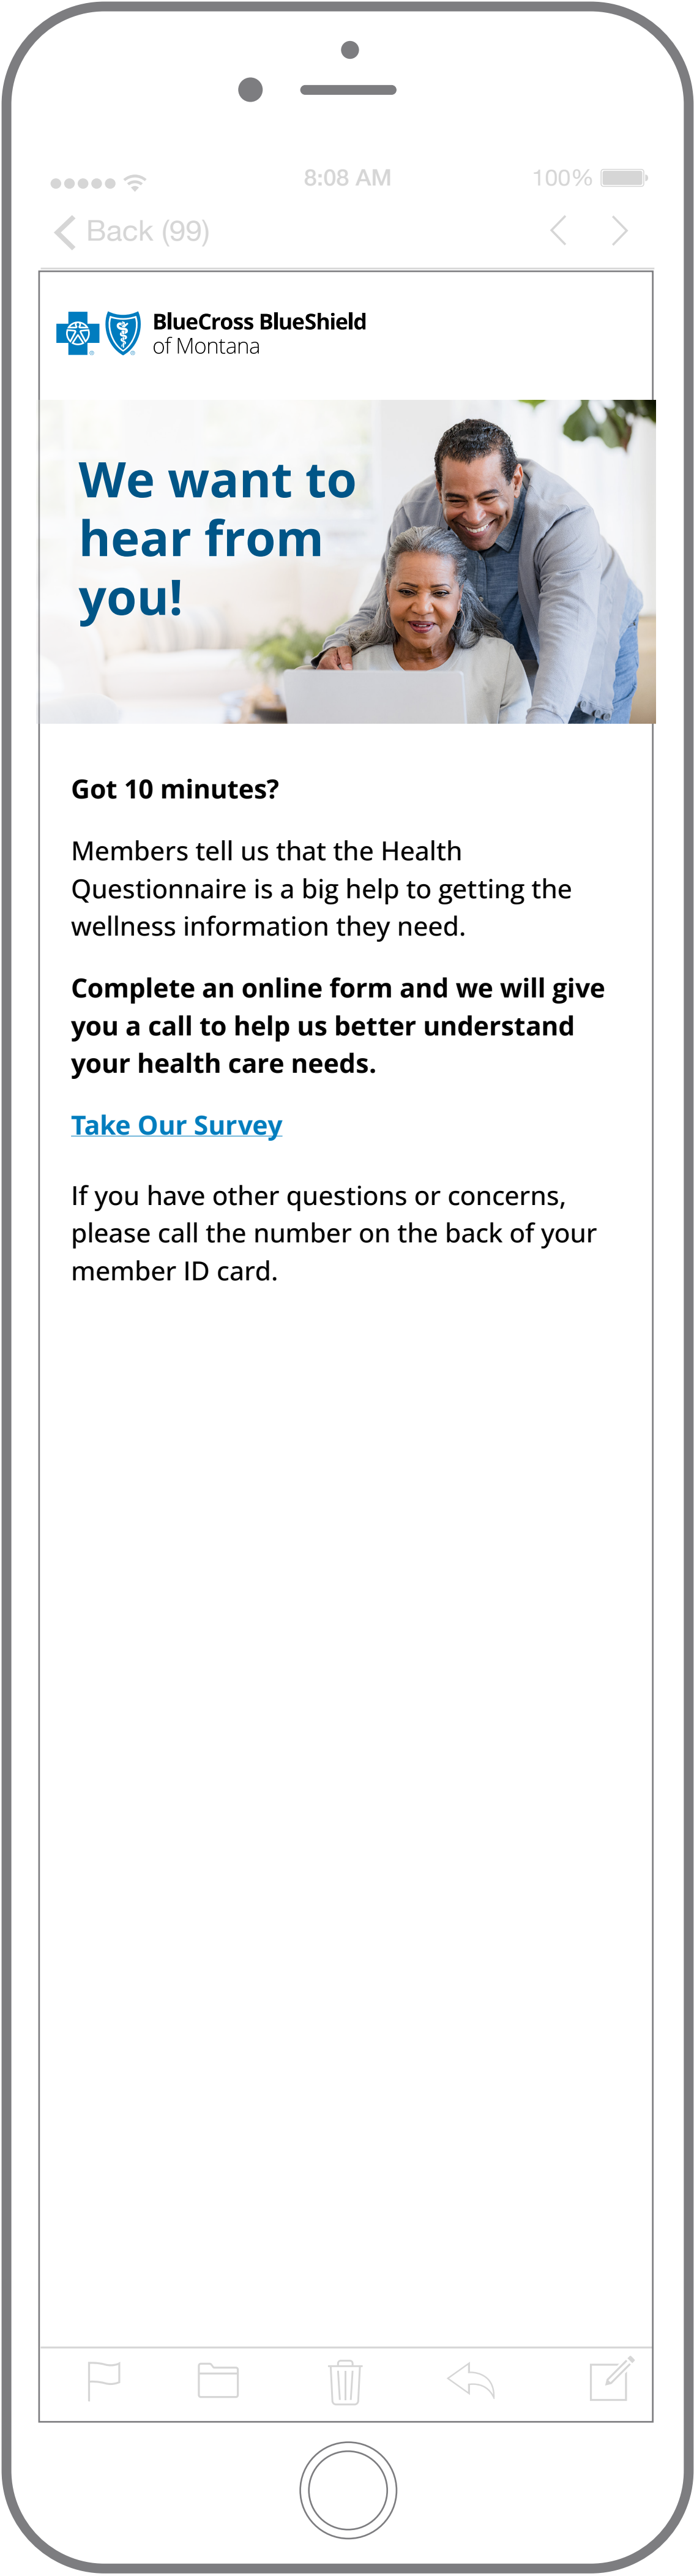 8:08 AM
100%
Back (99)
BlueCross BlueShield
of Montana
We want to
hear from
you!
Got 10 minutes?
Members tell us that the Health
Questionnaire is a big help to getting the
wellness information they need.
Complete an online form and we will give
you a call to help us better understand
your health care needs.
Take Our Survey
If you have other questions or concerns,
please call the number on the back of your
member ID card.